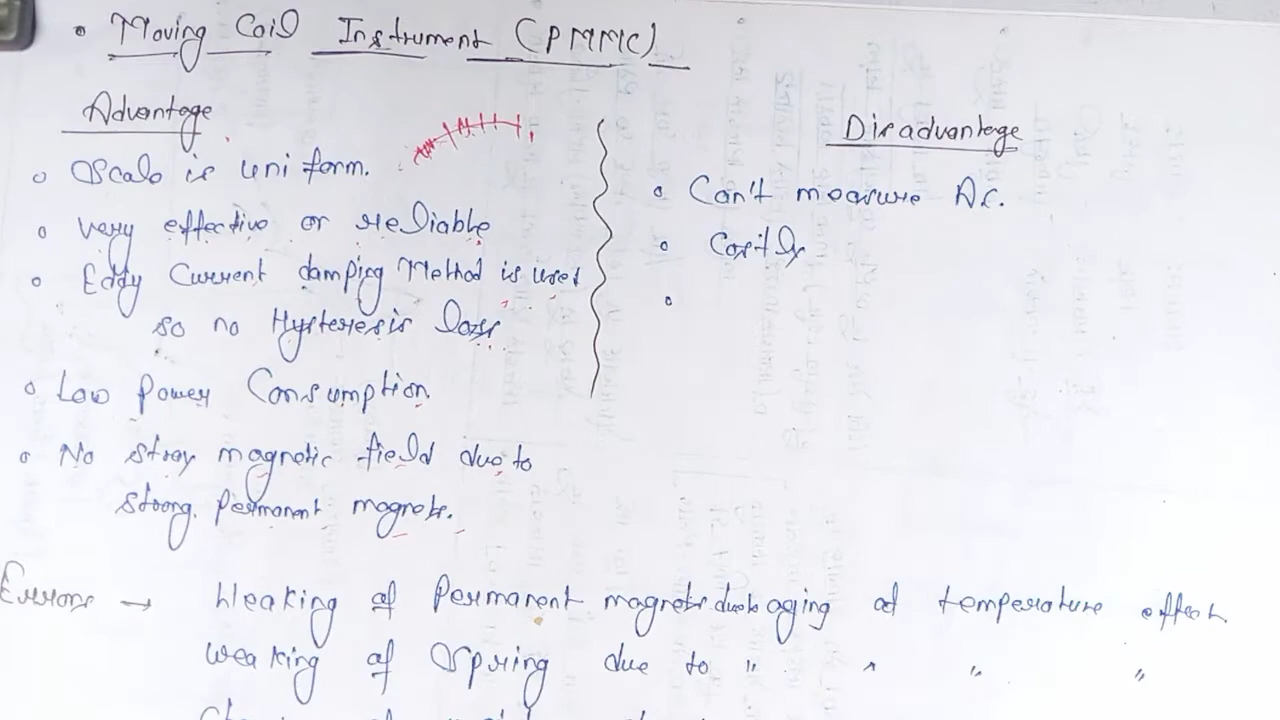 • Moving Coil Instrument (PMMC)
Advantage
o Scale is uniform.
o very effective or reliable
o Eddy Current damping Method is used
so no Hysteresis loss
o Low Power Consumption.
o No stray magnetic field due to
strong. permanent magnets.
Disadvantage
o Can't measure A.C.
o Costly
o
Errors → Weaking of Permanent magnets due to aging ad temperature effect
weaking of Spring due to " " " "